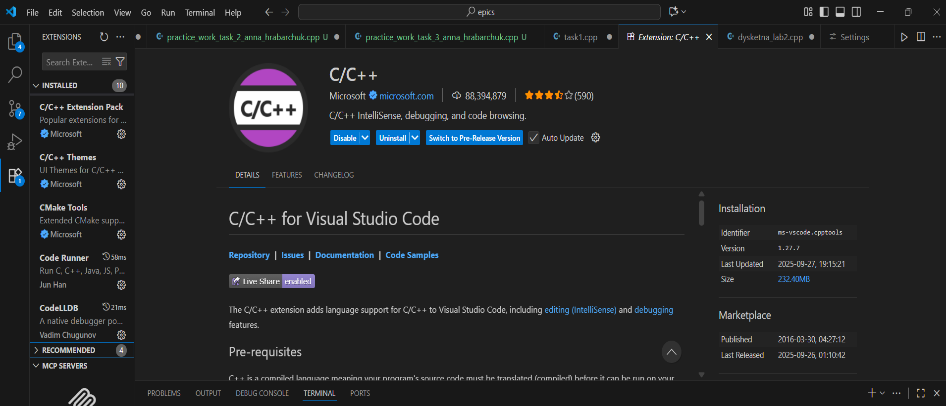 File Edit Selection View Go Run Terminal Help
epics
EXTENSIONS
practice_work_task_2_anna_hrabarchuk.cpp U
practice_work_task_3_anna_hrabarchuk.cpp U
task1.cpp
Extension: C/C++
dysketna_lab2.cpp
Settings
4
7
1
Search Exte...
INSTALLED 10
C/C++ Extension Pack
Popular extensions for ...
Microsoft
C/C++ Themes
UI Themes for C/C++ ...
Microsoft
CMake Tools
Extended CMake supp...
Microsoft
Code Runner 58ms
Run C, C++, Java, JS, P...
Jun Han
CodeLLDB 21ms
A native debugger po...
Vadim Chugunov
RECOMMENDED 4
MCP SERVERS
C/C++
C/C++
Microsoft microsoft.com 88,394,879 (590)
C/C++ IntelliSense, debugging, and code browsing.
Disable Uninstall Switch to Pre-Release Version Auto Update
DETAILS FEATURES CHANGELOG
C/C++ for Visual Studio Code
Repository | Issues | Documentation | Code Samples
Live Share enabled
The C/C++ extension adds language support for C/C++ to Visual Studio Code, including editing (IntelliSense) and debugging
features.
Pre-requisites
C++ is a compiled language meaning your program's source code must be translated (compiled) before it can be run on your
Installation
Identifier ms-vscode.cpptools
Version 1.27.7
Last Updated 2025-09-27, 19:15:21
Size 232.40MB
Marketplace
Published 2016-03-30, 04:27:12
Last Released 2025-09-26, 01:10:42
PROBLEMS OUTPUT DEBUG CONSOLE TERMINAL PORTS